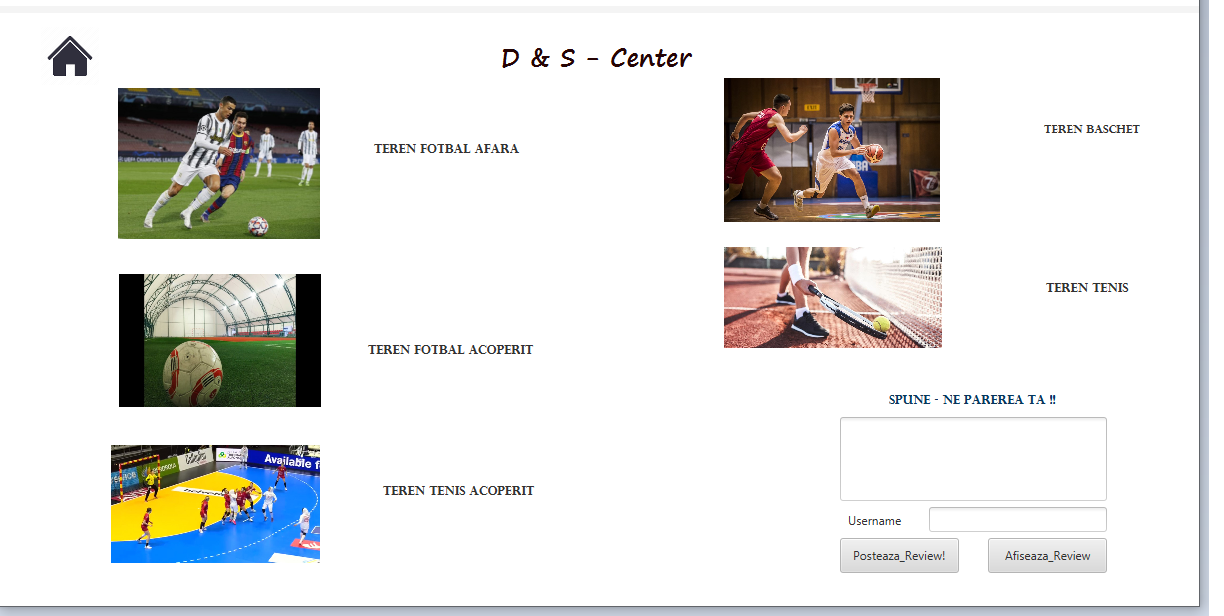 D & S - Center
TEREN FOTBAL AFARA
TEREN BASCHET
TEREN TENIS
TEREN FOTBAL ACOPERIT
TEREN TENIS ACOPERIT
Available f
SPUNE - NE PAREREA TA !!
Username
Posteaza_Review!
Afiseaza_Review